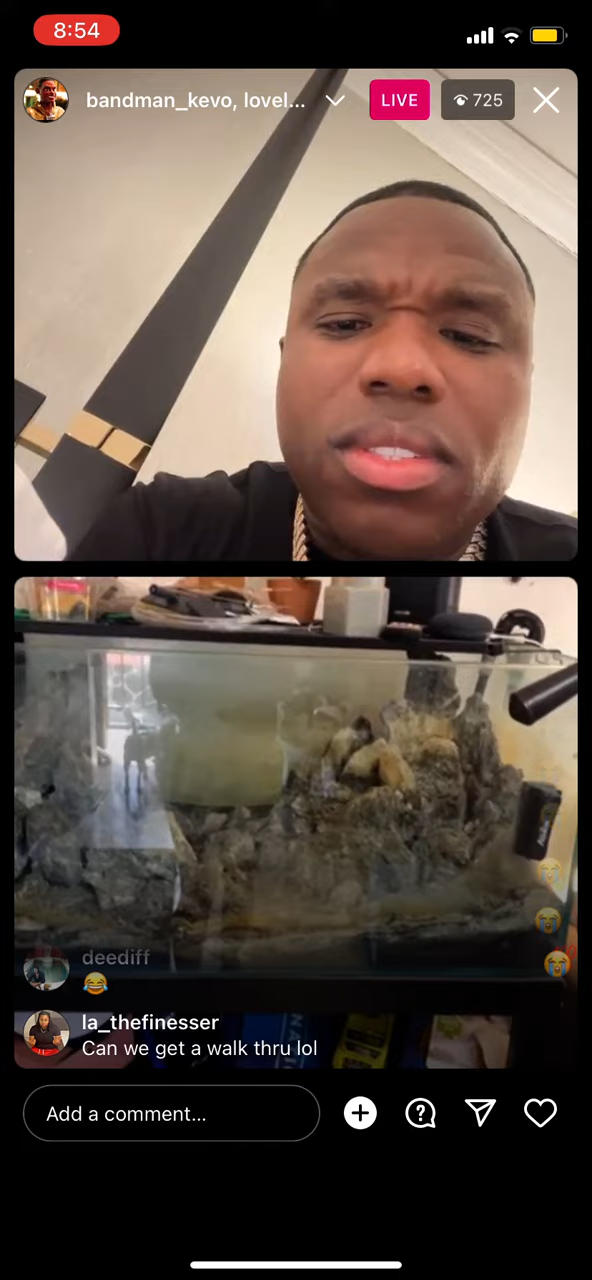 8:54
bandman_kevo, lovel...
LIVE
725
deediff
😂
la_thefinesser
Can we get a walk thru lol
Add a comment...